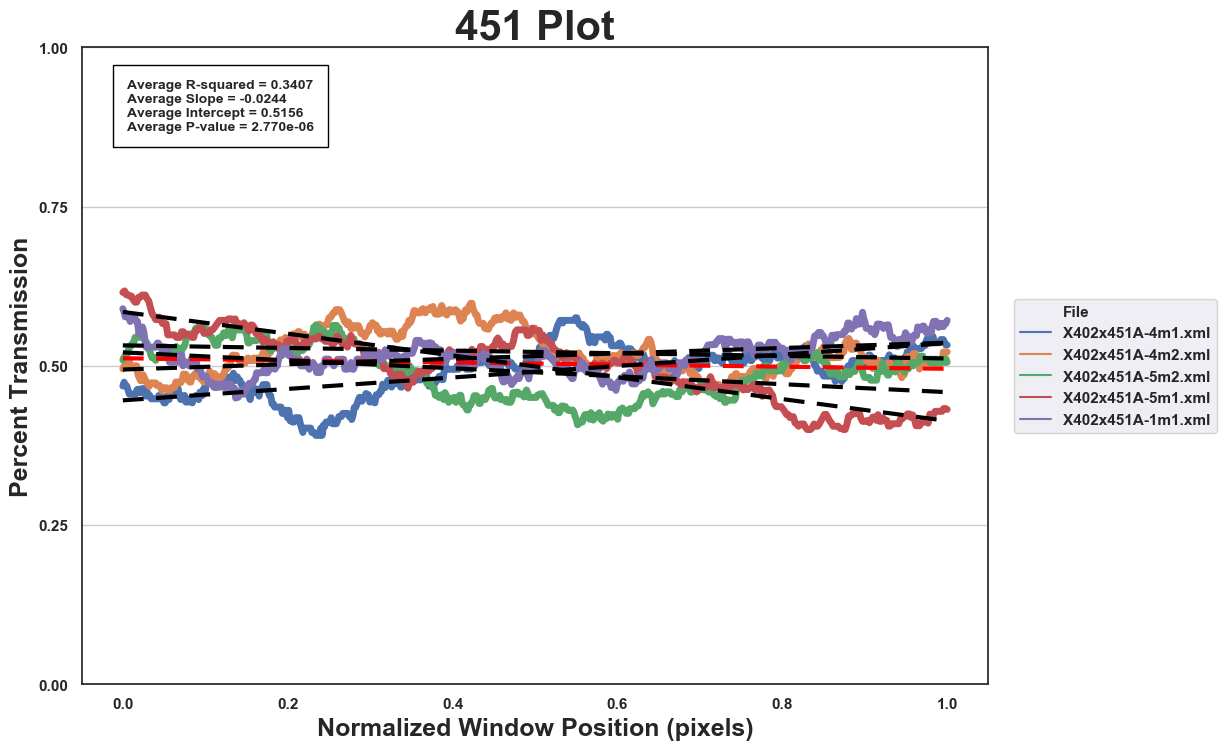 451 Plot
Average R-squared = 0.3407
Average Slope = -0.0244
Average Intercept = 0.5156
Average P-value = 2.770e-06
Percent Transmission
1.00
0.75
0.50
0.25
0.00
0.0 0.2 0.4 0.6 0.8 1.0
Normalized Window Position (pixels)
File
X402x451A-4m1.xml
X402x451A-4m2.xml
X402x451A-5m2.xml
X402x451A-5m1.xml
X402x451A-1m1.xml